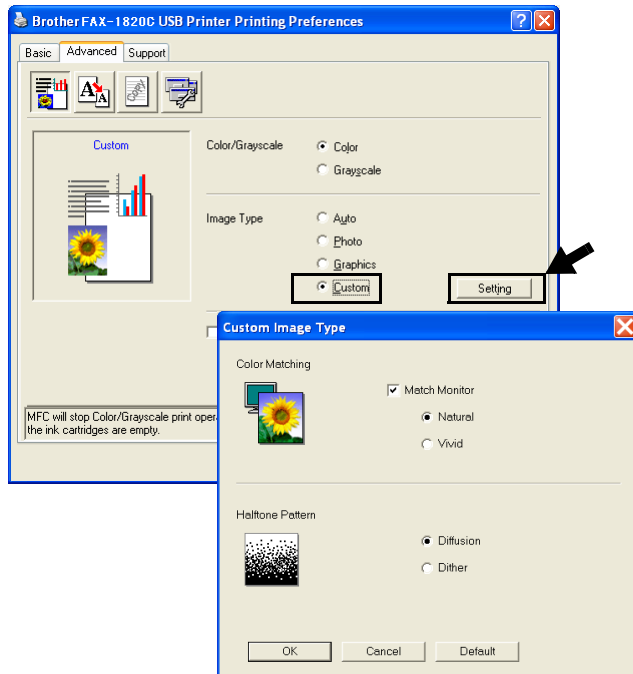 Brother FAX-1820C USB Printer Printing Preferences
Basic Advanced Support
Custom
Color/Grayscale
Color
Grayscale
Image Type
Auto
Photo
Graphics
Custom
Setting
MFC will stop Color/Grayscale print
the ink cartridges are empty.
Custom Image Type
Color Matching
Match Monitor
Natural
Vivid
Halftone Pattern
Diffusion
Dither
OK Cancel Default